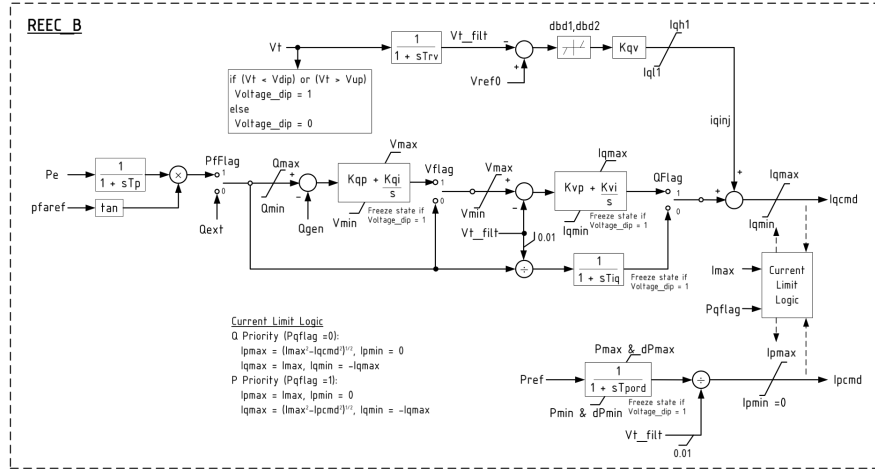 REEC_B
Vt
1
1 + sTrv
Vt_filt
-
+
Vref0
dbd1,dbd2
Kqv
Iqh1
Iql1
if (Vt < Vdip) or (Vt > Vup)
Voltage_dip = 1
else
Voltage_dip = 0
iqinj
Pe
1
1 + sTp
×
PfFlag
1
0
pfaref
tan
Qext
Qmax
Qmin
+
-
Qgen
Vmax
Kqp + Kqi
s
Vmin
Freeze state if
Voltage_dip = 1
Vflag
1
0
Vmax
Vmin
+
-
Vt_filt
0.01
÷
Iqmax
Kvp + Kvi
s
Iqmin
Freeze state if
Voltage_dip = 1
QFlag
1
0
1
1 + sTiq
Freeze state if
Voltage_dip = 1
+
+
Iqmax
Iqmin
Iqcmd
Imax
Pqflag
Current
Limit
Logic
Current Limit Logic
Q Priority (Pqflag =0):
Ipmax = (Imax²-Iqcmd²)¹ᐟ², Ipmin = 0
Iqmax = Imax, Iqmin = -Iqmax
P Priority (Pqflag =1):
Ipmax = Imax, Ipmin = 0
Iqmax = (Imax²-Ipcmd²)¹ᐟ², Iqmin = -Iqmax
Pmax & dPmax
Pref
1
1 + sTpord
Pmin & dPmin
Freeze state if
Voltage_dip = 1
÷
Vt_filt
0.01
Ipmax
Ipmin =0
Ipcmd